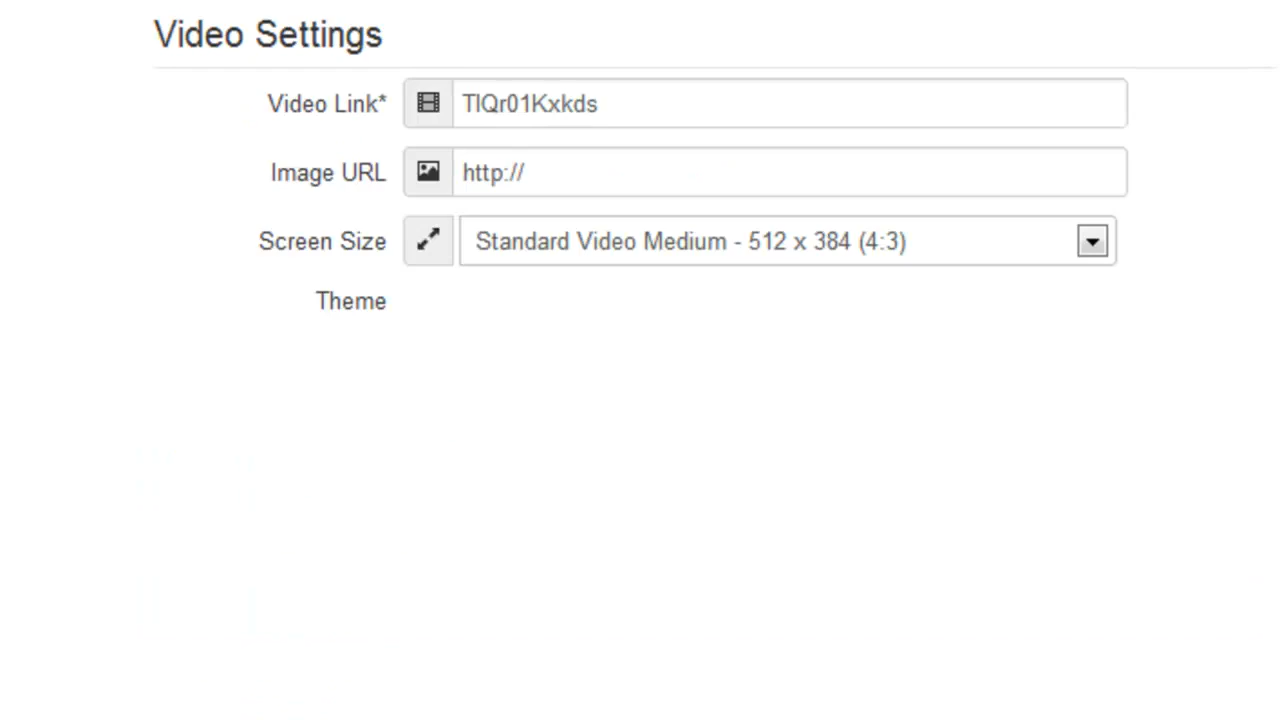 Video Settings
Video Link* TlQr01Kxkds
Image URL http://
Screen Size Standard Video Medium - 512 x 384 (4:3)
Theme